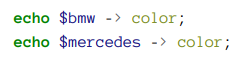 echo $bmw -> color;
echo $mercedes -> color;